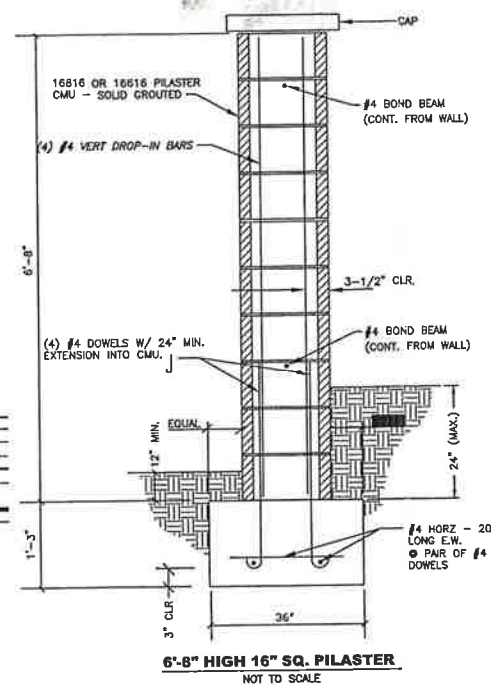 CAP
16816 OR 16616 PILASTER
CMU - SOLID GROUTED
#4 BOND BEAM
(CONT. FROM WALL)
(4) #4 VERT DROP-IN BARS
6'-8"
3-1/2" CLR.
(4) #4 DOWELS W/ 24" MIN.
EXTENSION INTO CMU.
#4 BOND BEAM
(CONT. FROM WALL)
EQUAL
12" MIN.
24" (MAX.)
1'-3"
#4 HORZ - 20
LONG E.W.
@ PAIR OF #4
DOWELS
3" CLR
36"
6'-8" HIGH 16" SQ. PILASTER
NOT TO SCALE